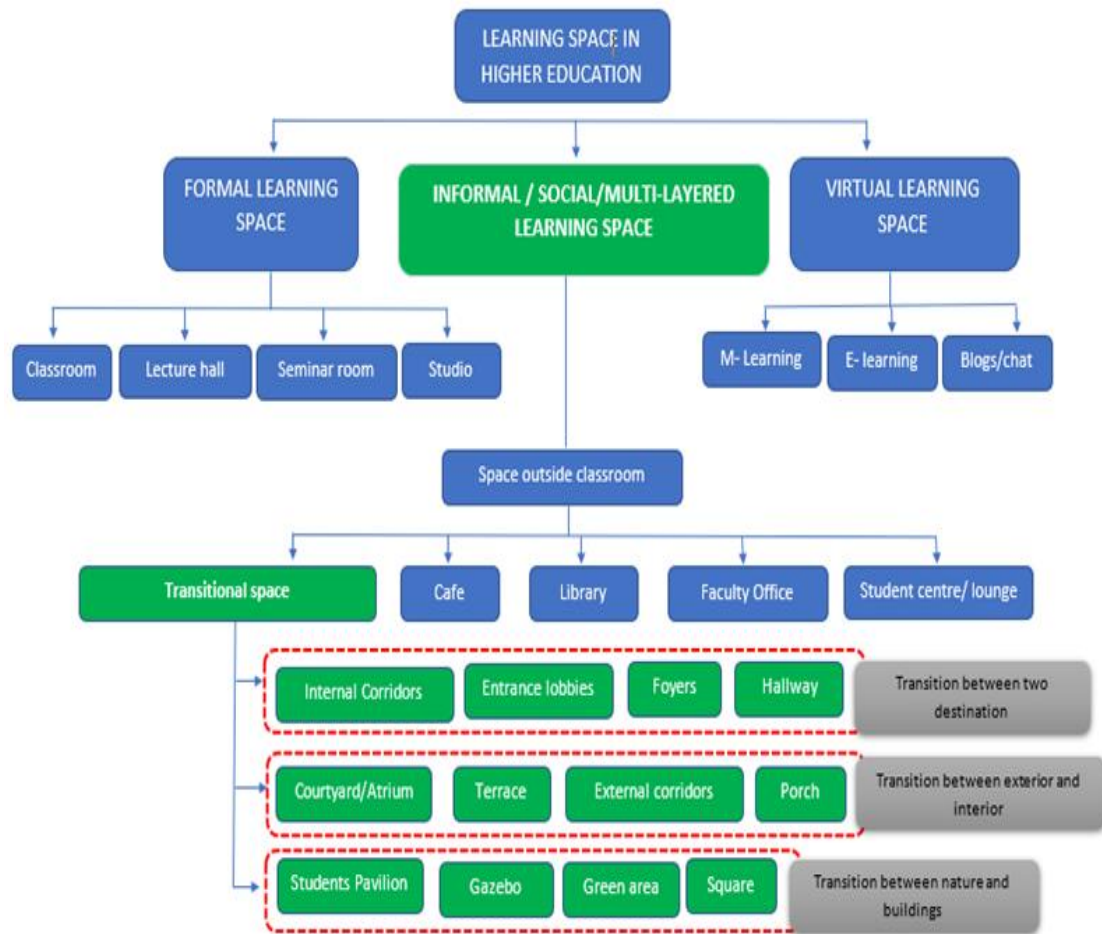 LEARNING SPACE IN
HIGHER EDUCATION
FORMAL LEARNING
SPACE
INFORMAL / SOCIAL/MULTI-LAYERED
LEARNING SPACE
VIRTUAL LEARNING
SPACE
Classroom
Lecture hall
Seminar room
Studio
M- Learning
E- learning
Blogs/chat
Space outside classroom
Transitional space
Cafe
Library
Faculty Office
Student centre/ lounge
Internal Corridors
Entrance lobbies
Foyers
Hallway
Transition between two
destination
Courtyard/Atrium
Terrace
External corridors
Porch
Transition between exterior and
interior
Students Pavilion
Gazebo
Green area
Square
Transition between nature and
buildings